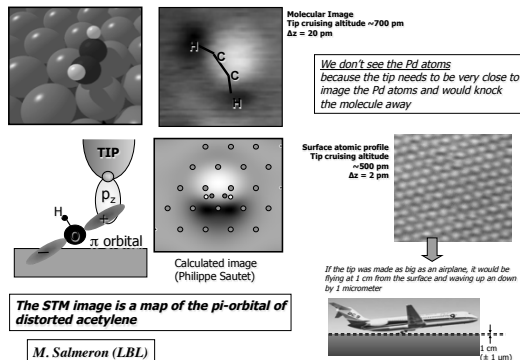 Molecular Image
Tip cruising altitude ~700 pm
Δz = 20 pm
H
C
C
H
We don't see the Pd atoms
because the tip needs to be very close to
image the Pd atoms and would knock
the molecule away
TIP
pz
+
H
O
π orbital
−
Calculated image
(Philippe Sautet)
Surface atomic profile
Tip cruising altitude
~500 pm
Δz = 2 pm
If the tip was made as big as an airplane, it would be
flying at 1 cm from the surface and waving up an down
by 1 micrometer
The STM image is a map of the pi-orbital of
distorted acetylene
M. Salmeron (LBL)
1 cm
(± 1 µm)